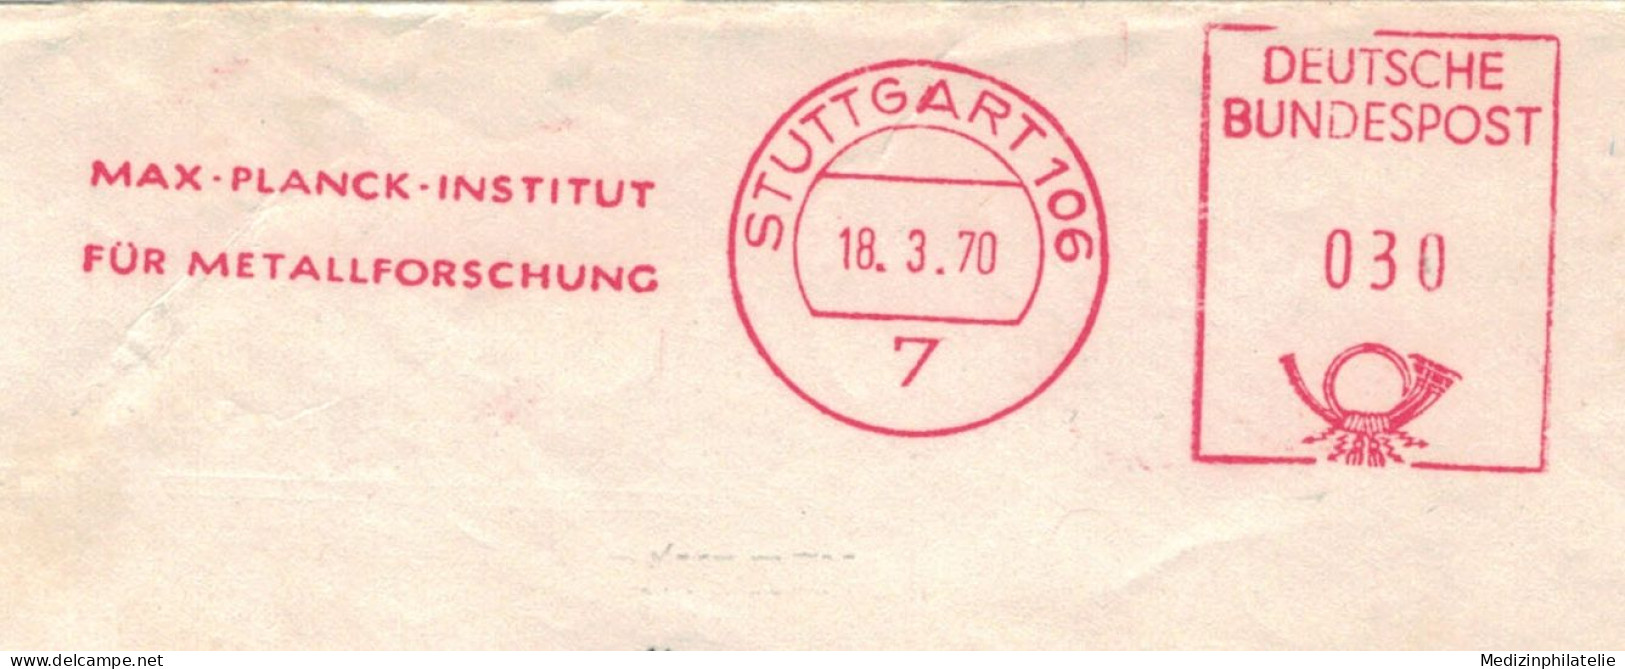 MAX-PLANCK-INSTITUT
FÜR METALLFORSCHUNG
STUTTGART 106
18. 3. 70
7
DEUTSCHE
BUNDESPOST
030
www.delcampe.net
Medizinphilatelie